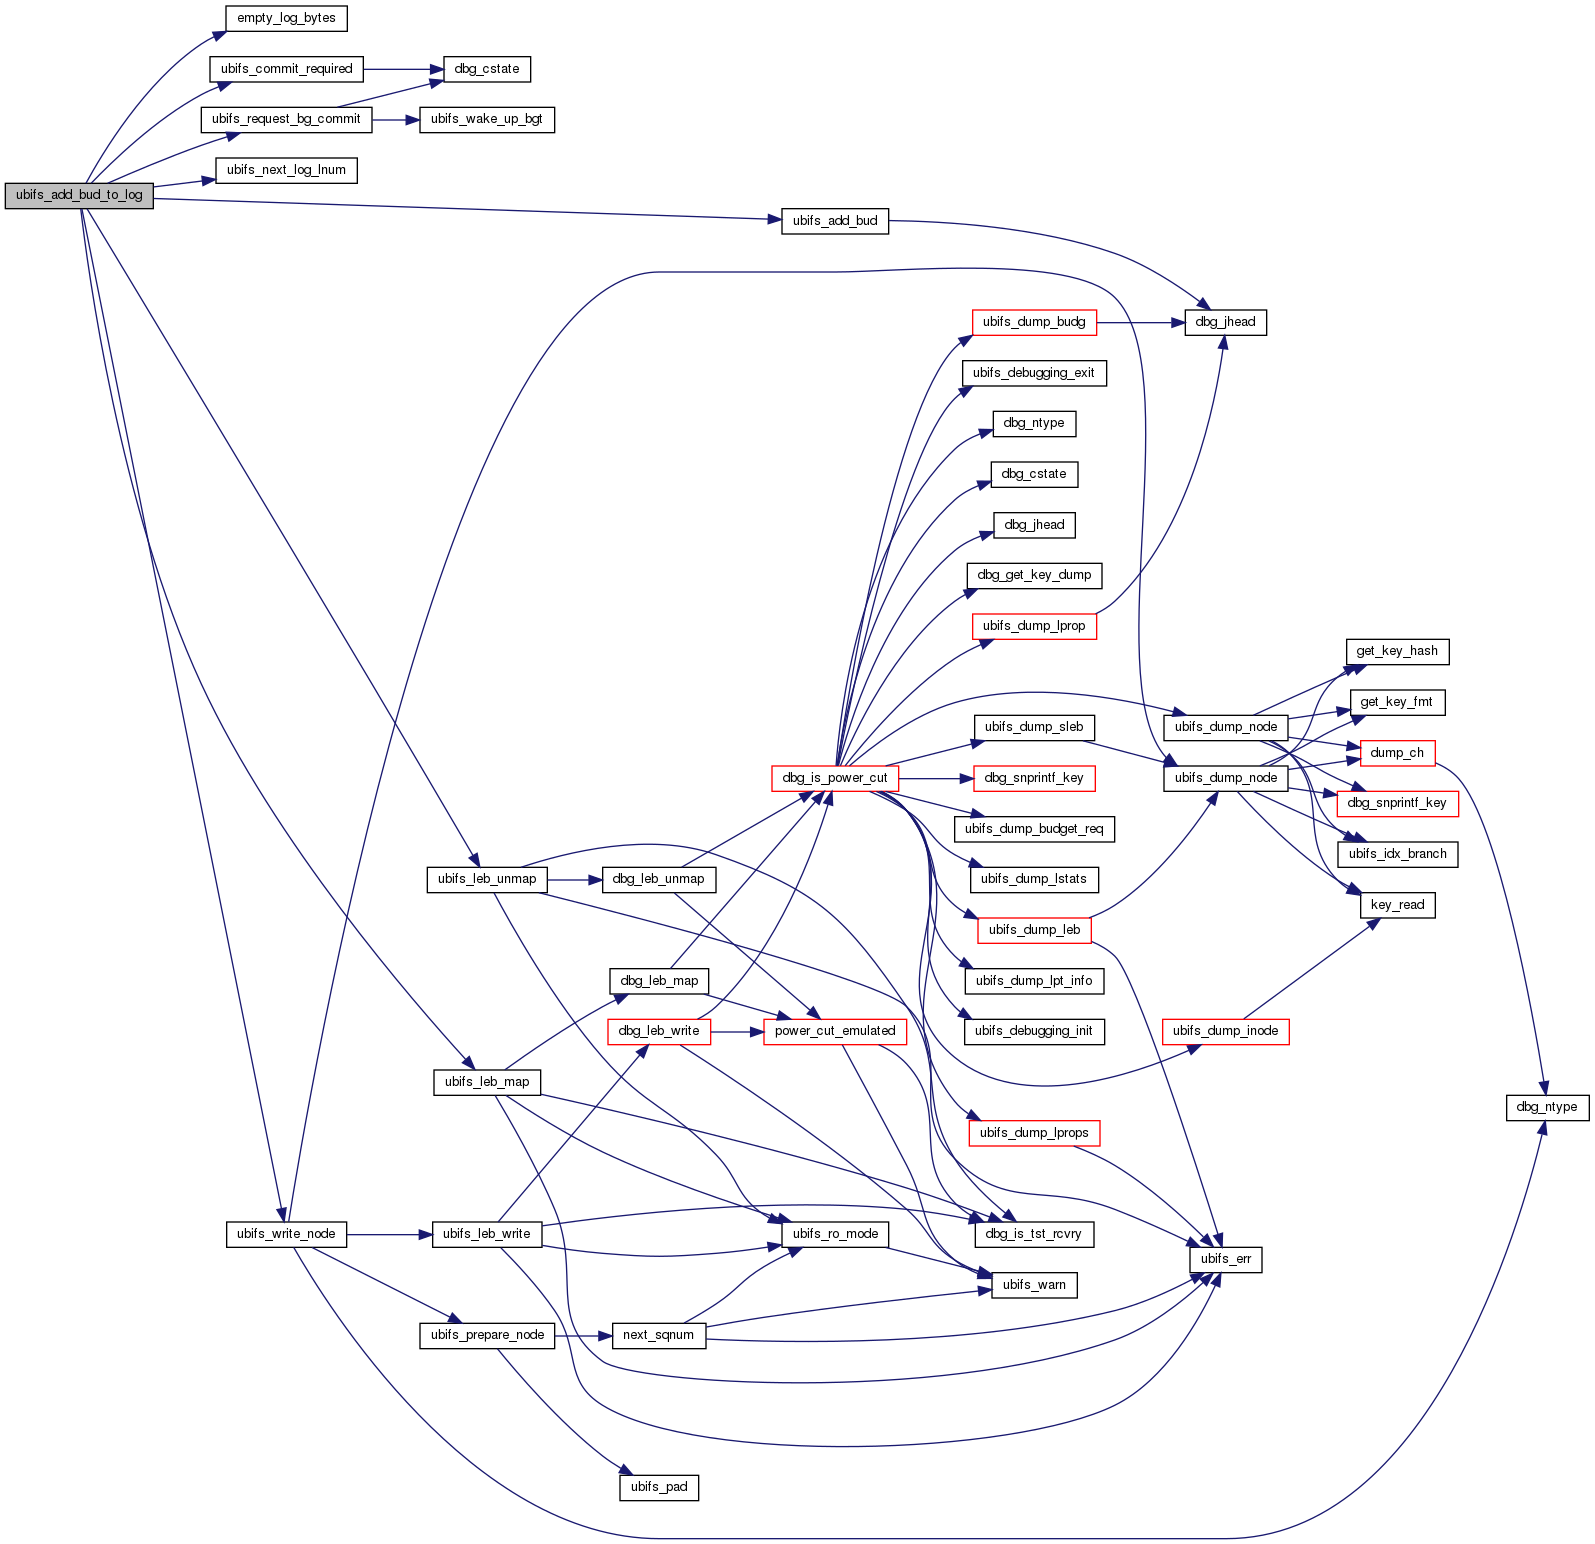 empty_log_bytes
ubifs_commit_required
dbg_cstate
ubifs_request_bg_commit
ubifs_wake_up_bgt
ubifs_next_log_lnum
ubifs_add_bud_to_log
ubifs_add_bud
ubifs_dump_budg
dbg_jhead
ubifs_debugging_exit
dbg_ntype
dbg_cstate
dbg_jhead
dbg_get_key_dump
ubifs_dump_lprop
get_key_hash
get_key_fmt
ubifs_dump_sleb
ubifs_dump_node
dump_ch
dbg_is_power_cut
dbg_snprintf_key
ubifs_dump_node
dbg_snprintf_key
ubifs_dump_budget_req
ubifs_idx_branch
ubifs_leb_unmap
dbg_leb_unmap
ubifs_dump_lstats
key_read
ubifs_dump_leb
dbg_leb_map
ubifs_dump_lpt_info
dbg_leb_write
power_cut_emulated
ubifs_debugging_init
ubifs_dump_inode
ubifs_leb_map
dbg_ntype
ubifs_dump_lprops
ubifs_write_node
ubifs_leb_write
ubifs_ro_mode
dbg_is_tst_rcvry
ubifs_err
ubifs_warn
ubifs_prepare_node
next_sqnum
ubifs_pad